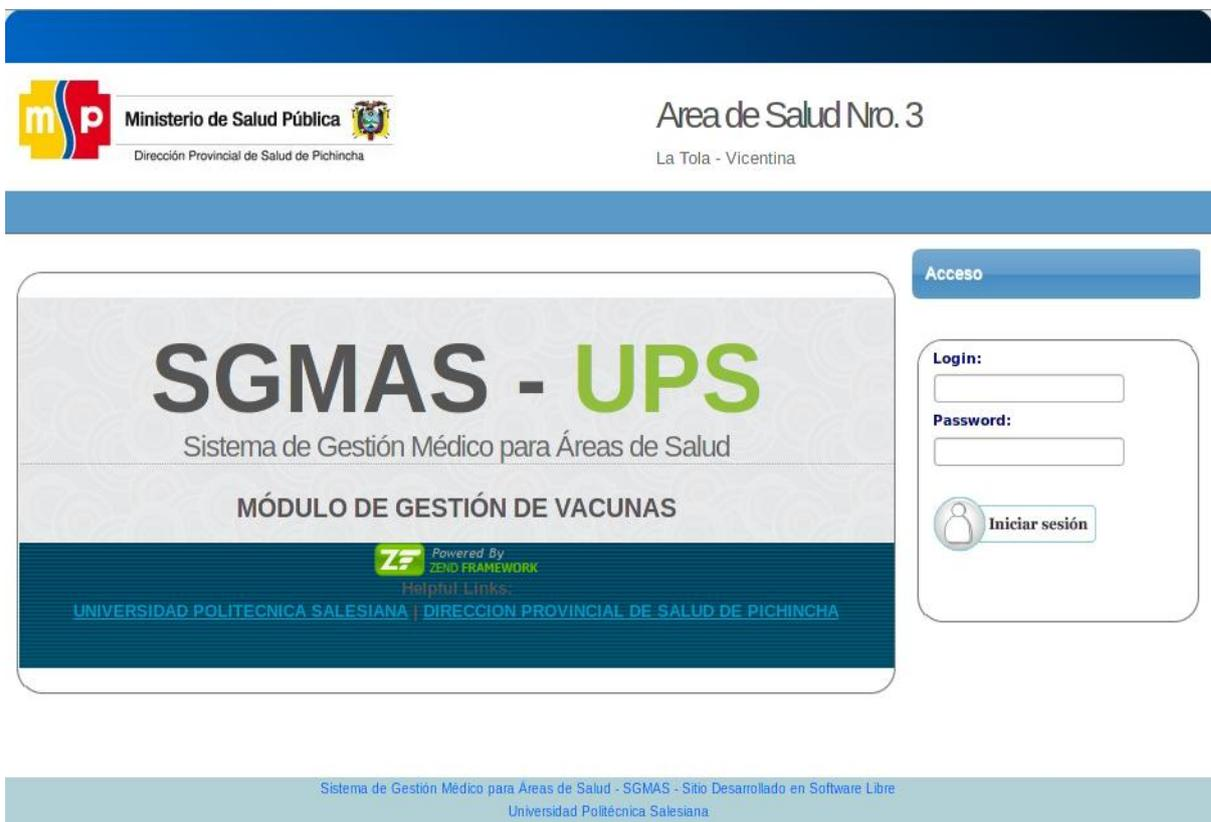 msp
Ministerio de Salud Pública
Dirección Provincial de Salud de Pichincha
Area de Salud Nro. 3
La Tola - Vicentina
Acceso
SGMAS - UPS
Sistema de Gestión Médico para Áreas de Salud
MÓDULO DE GESTIÓN DE VACUNAS
ZF Powered By
ZEND FRAMEWORK
Helpful Links:
UNIVERSIDAD POLITECNICA SALESIANA | DIRECCION PROVINCIAL DE SALUD DE PICHINCHA
Login:
Password:
Iniciar sesión
Sistema de Gestión Médico para Áreas de Salud - SGMAS - Sitio Desarrollado en Software Libre
Universidad Politécnica Salesiana